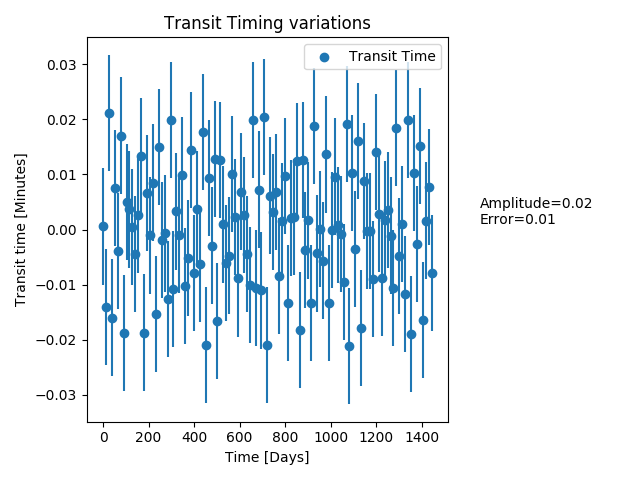 Transit Timing variations
Transit Time
0.03
0.02
0.01
0.00
−0.01
−0.02
−0.03
Transit time [Minutes]
0
200
400
600
800
1000
1200
1400
Time [Days]
Amplitude=0.02
Error=0.01